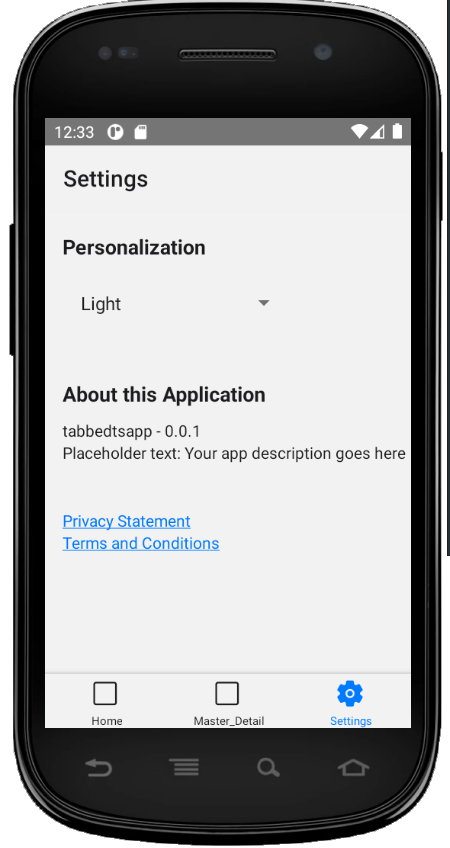 12:33
Settings
Personalization
Light
About this Application
tabbedtsapp - 0.0.1
Placeholder text: Your app description goes here
Privacy Statement
Terms and Conditions
Home Master_Detail Settings